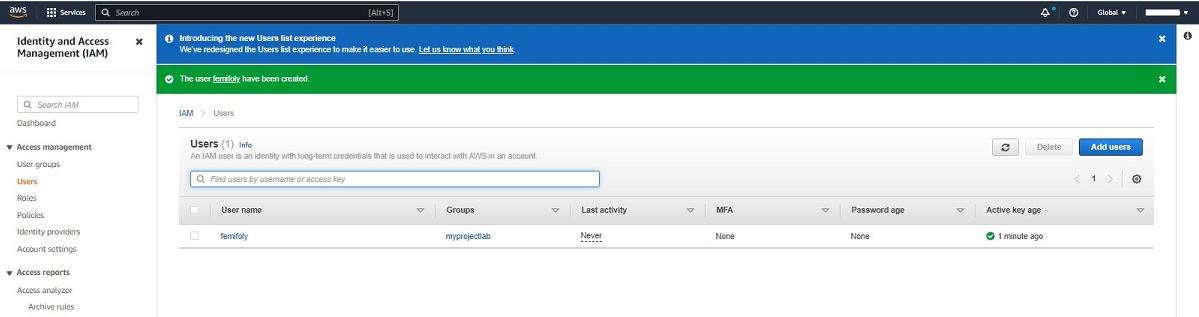 aws
Services
Search
[Alt+S]
Global
Identity and Access
Management (IAM)
Search IAM
Dashboard
Access management
User groups
Users
Roles
Policies
Identity providers
Account settings
Access reports
Access analyzer
Archive rules
Introducing the new Users list experience
We've redesigned the Users list experience to make it easier to use. Let us know what you think.
The user femifoly have been created.
IAM > Users
Users (1) Info
An IAM user is an identity with long-term credentials that is used to interact with AWS in an account.
Delete
Add users
Find users by username or access key
1
User name Groups Last activity MFA Password age Active key age
femifoly myprojectlab Never None None 1 minute ago